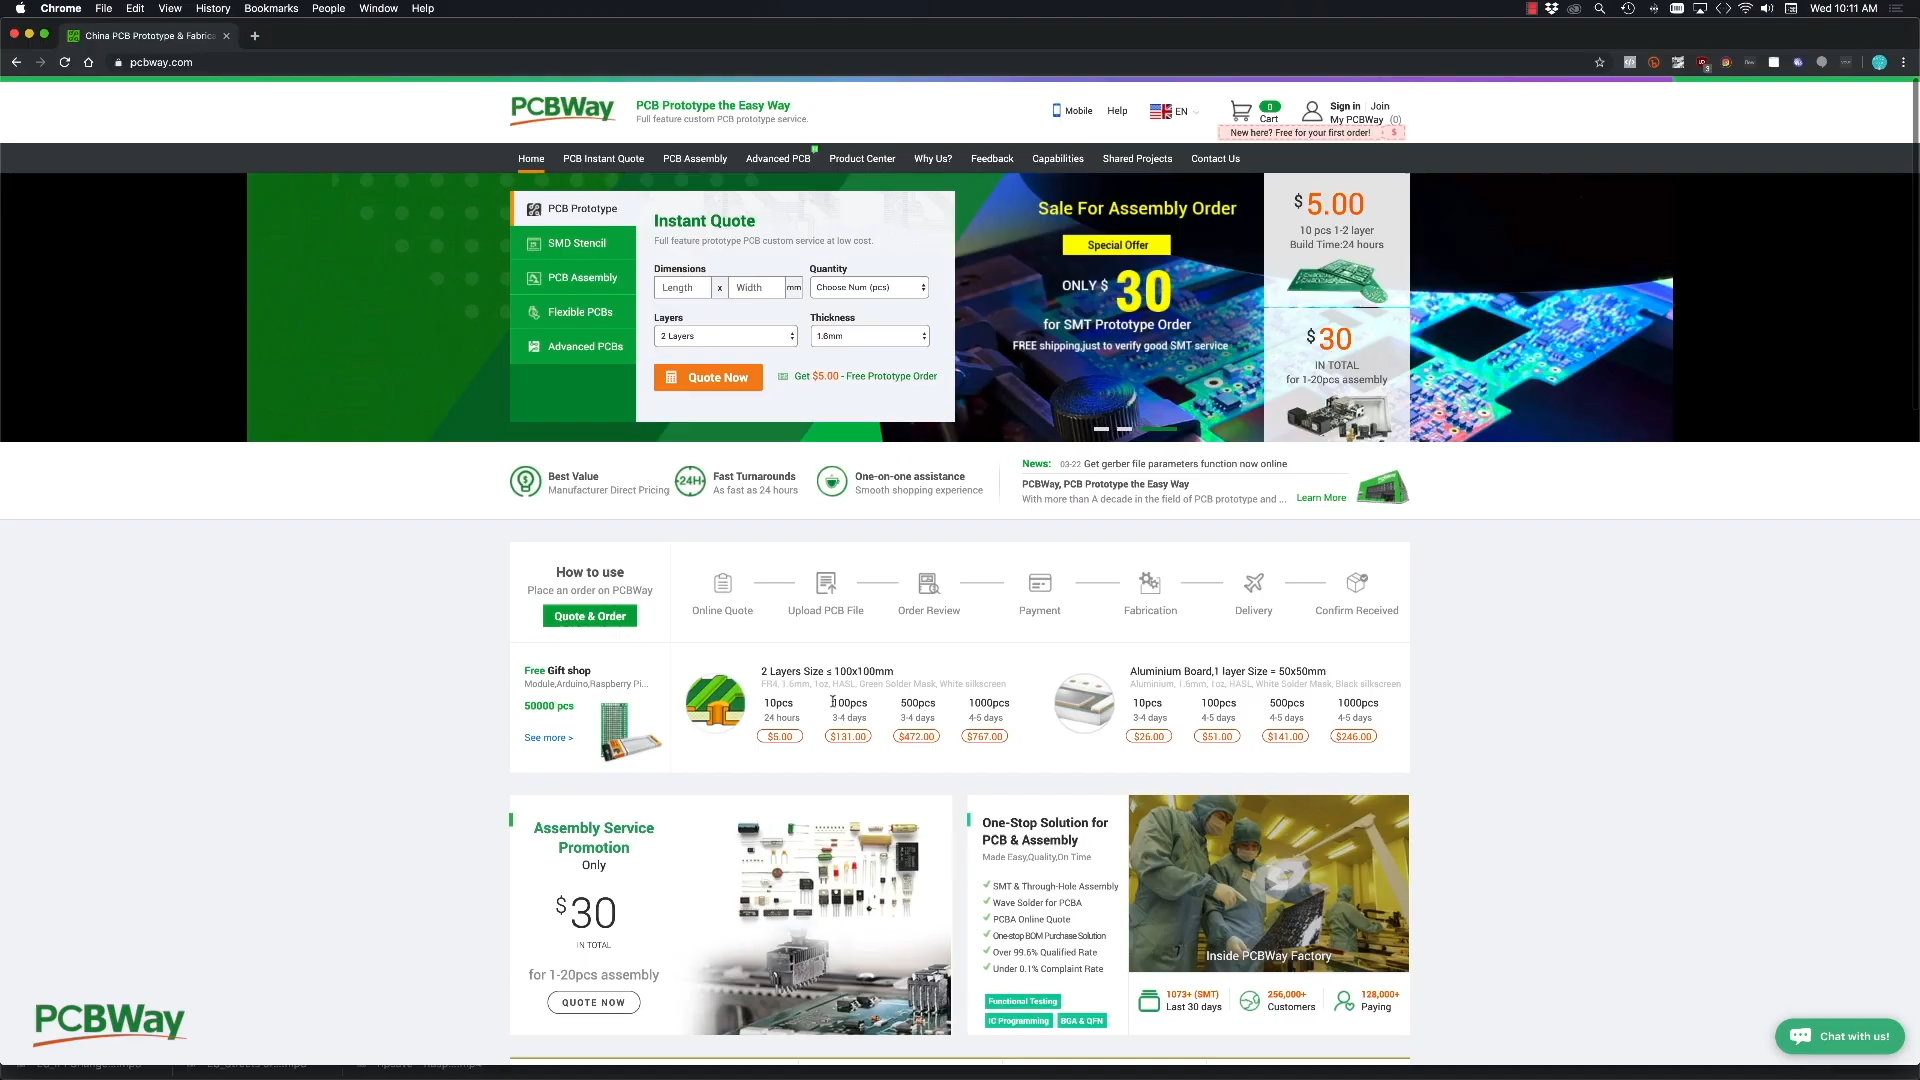 Chrome File Edit View History Bookmarks People Window Help Wed 10:11 AM
China PCB Prototype & Fabrica
pcbway.com
PCBWay
PCB Prototype the Easy Way
Full feature custom PCB prototype service.
Mobile Help EN
0
Cart
Sign in Join
My PCBWay (0)
New here? Free for your first order! $
Home PCB Instant Quote PCB Assembly Advanced PCB Product Center Why Us? Feedback Capabilities Shared Projects Contact Us
PCB Prototype
SMD Stencil
PCB Assembly
Flexible PCBs
Advanced PCBs
Instant Quote
Full feature prototype PCB custom service at low cost.
Dimensions Quantity
Length x Width mm Choose Num (pcs)
Layers Thickness
2 Layers 1.6mm
Quote Now Get $5.00 - Free Prototype Order
Sale For Assembly Order
Special Offer
ONLY $ 30
for SMT Prototype Order
FREE shipping,just to verify good SMT service
$5.00
10 pcs 1-2 layer
Build Time:24 hours
$30
IN TOTAL
for 1-20pcs assembly
Best Value
Manufacturer Direct Pricing
24H
Fast Turnarounds
As fast as 24 hours
One-on-one assistance
Smooth shopping experience
News: 03-22 Get gerber file parameters function now online
PCBWay, PCB Prototype the Easy Way
With more than A decade in the field of PCB prototype and ... Learn More
How to use
Place an order on PCBWay
Quote & Order
Online Quote Upload PCB File Order Review Payment Fabrication Delivery Confirm Received
Free Gift shop
Module,Arduino,Raspberry Pi...
50000 pcs
See more >
2 Layers Size ≤ 100x100mm
FR4, 1.6mm, 1oz, HASL, Green Solder Mask, White silkscreen
10pcs 100pcs 500pcs 1000pcs
24 hours 3-4 days 3-4 days 4-5 days
$5.00 $131.00 $472.00 $767.00
Aluminium Board,1 layer Size = 50x50mm
Aluminium, 1.6mm, 1oz, HASL, White Solder Mask, Black silkscreen
10pcs 100pcs 500pcs 1000pcs
3-4 days 4-5 days 4-5 days 4-5 days
$26.00 $51.00 $141.00 $246.00
Assembly Service
Promotion
Only
$30
IN TOTAL
for 1-20pcs assembly
QUOTE NOW
One-Stop Solution for
PCB & Assembly
Made Easy,Quality,On Time
SMT & Through-Hole Assembly
Wave Solder for PCBA
PCBA Online Quote
One-stop BOM Purchase Solution
Over 99.6% Qualified Rate
Under 0.1% Complaint Rate
Functional Testing
IC Programming BGA & QFN
Inside PCBWay Factory
1073+ (SMT)
Last 30 days
256,000+
Customers
128,000+
Paying
PCBWay
Chat with us!